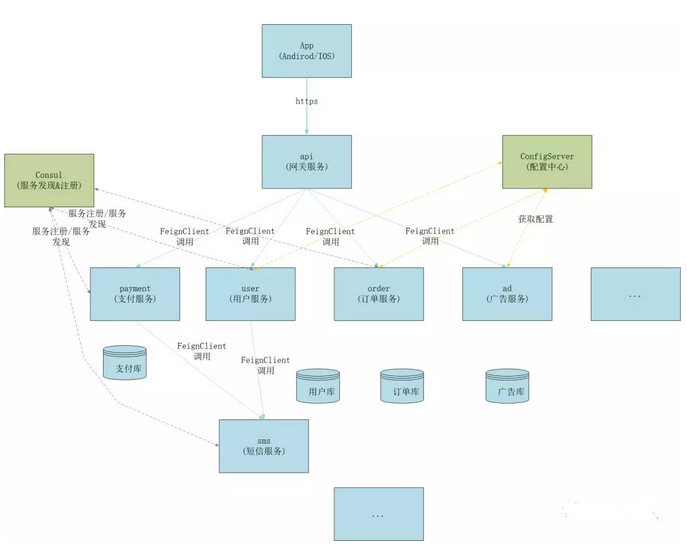 App
(Andirod/IOS)
https
api
(网关服务)
ConfigServer
(配置中心)
Consul
(服务发现&注册)
服务注册/服务
发现
服务注册/服务
发现
FeignClient
调用
FeignClient
调用
FeignClient
调用
FeignClient
调用
获取配置
payment
(支付服务)
user
(用户服务)
order
(订单服务)
ad
(广告服务)
...
FeignClient
调用
FeignClient
调用
支付库
用户库
订单库
广告库
sms
(短信服务)
...